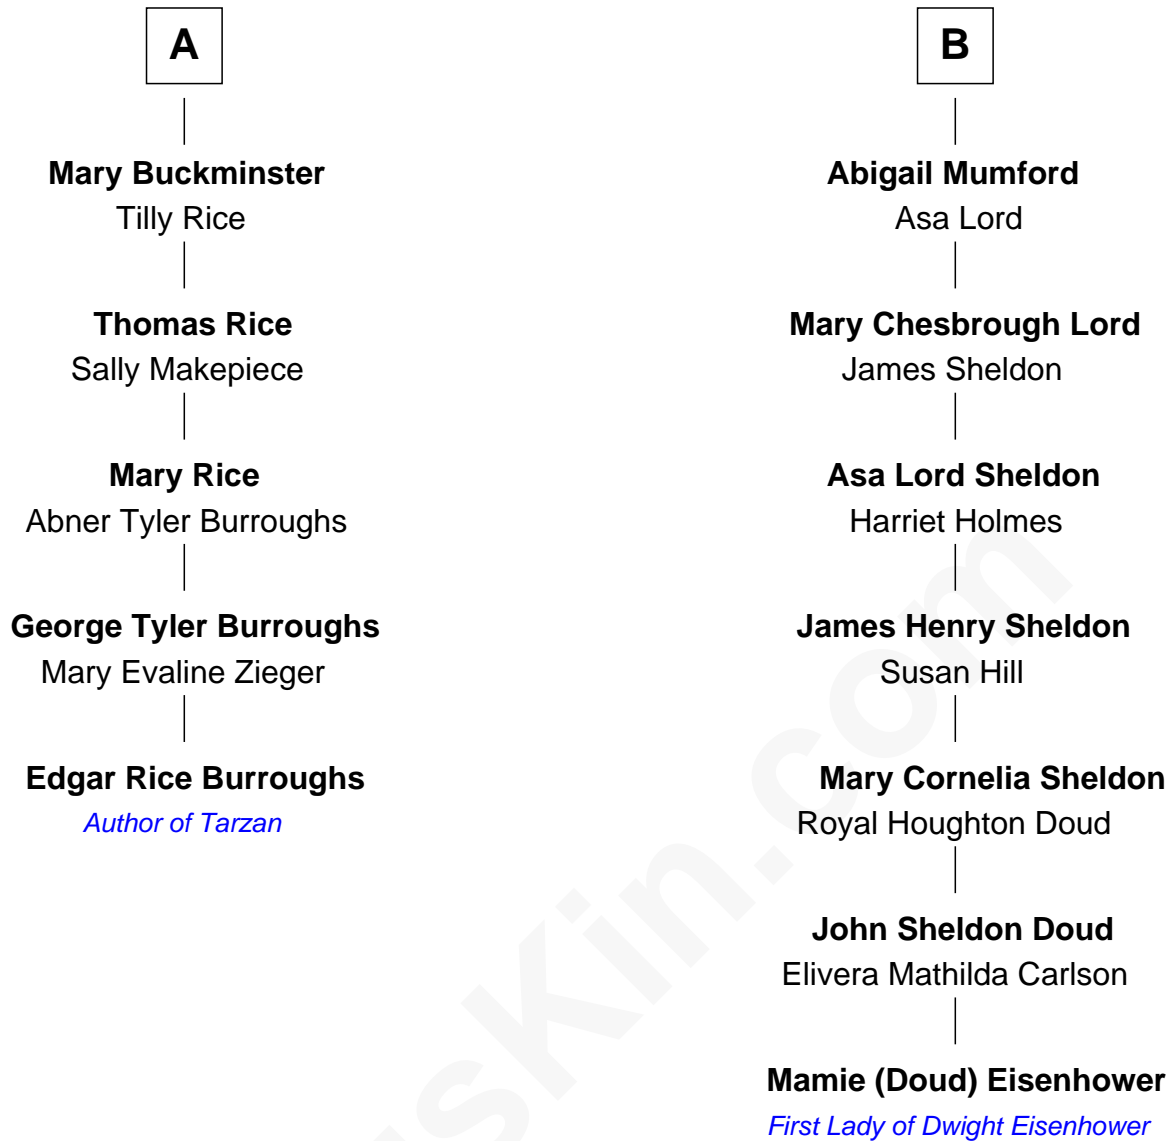 A
Mary Buckminster
Tilly Rice
Thomas Rice
Sally Makepiece
Mary Rice
Abner Tyler Burroughs
George Tyler Burroughs
Mary Evaline Zieger
Edgar Rice Burroughs
Author of Tarzan
B
Abigail Mumford
Asa Lord
Mary Chesbrough Lord
James Sheldon
Asa Lord Sheldon
Harriet Holmes
James Henry Sheldon
Susan Hill
Mary Cornelia Sheldon
Royal Houghton Doud
John Sheldon Doud
Elivera Mathilda Carlson
Mamie (Doud) Eisenhower
First Lady of Dwight Eisenhower